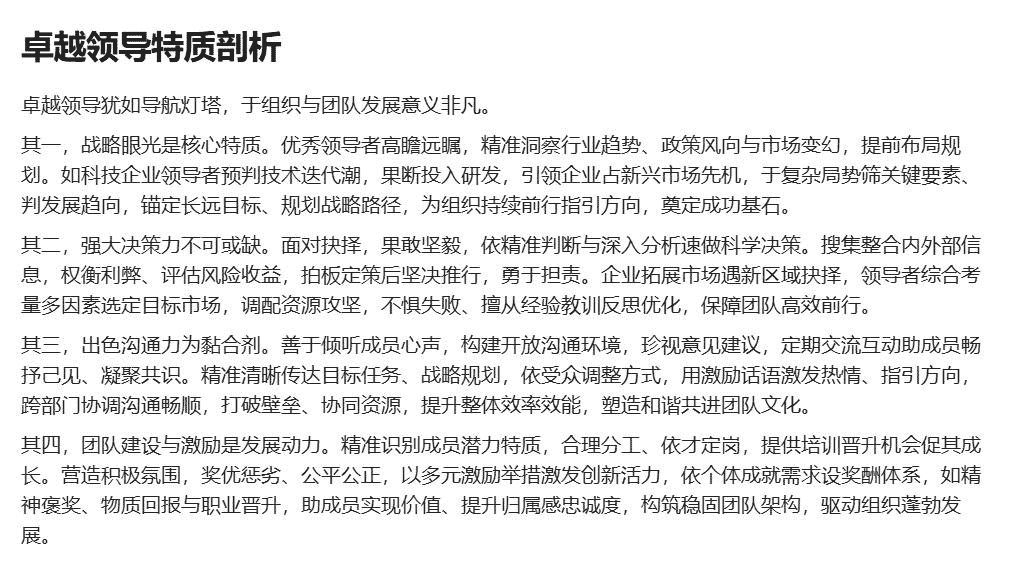 卓越领导特质剖析
卓越领导犹如导航灯塔，于组织与团队发展意义非凡。
其一，战略眼光是核心特质。优秀领导者高瞻远瞩，精准洞察行业趋势、政策风向与市场变幻，提前布局规
划。如科技企业领导者预判技术迭代潮，果断投入研发，引领企业占新兴市场先机，于复杂局势筛关键要素、
判发展趋向，锚定长远目标、规划战略路径，为组织持续前行指引方向，奠定成功基石。
其二，强大决策力不可或缺。面对抉择，果敢坚毅，依精准判断与深入分析速做科学决策。搜集整合内外部信
息，权衡利弊、评估风险收益，拍板定策后坚决推行，勇于担责。企业拓展市场遇新区域抉择，领导者综合考
量多因素选定目标市场，调配资源攻坚，不惧失败、擅从经验教训反思优化，保障团队高效前行。
其三，出色沟通力为黏合剂。善于倾听成员心声，构建开放沟通环境，珍视意见建议，定期交流互动助成员畅
抒己见、凝聚共识。精准清晰传达目标任务、战略规划，依受众调整方式，用激励话语激发热情、指引方向，
跨部门协调沟通畅顺，打破壁垒、协同资源，提升整体效率效能，塑造和谐共进团队文化。
其四，团队建设与激励是发展动力。精准识别成员潜力特质，合理分工、依才定岗，提供培训晋升机会促其成
长。营造积极氛围，奖优惩劣、公平公正，以多元激励举措激发创新活力，依个体成就需求设奖酬体系，如精
神褒奖、物质回报与职业晋升，助成员实现价值、提升归属感忠诚度，构筑稳固团队架构，驱动组织蓬勃发
展。